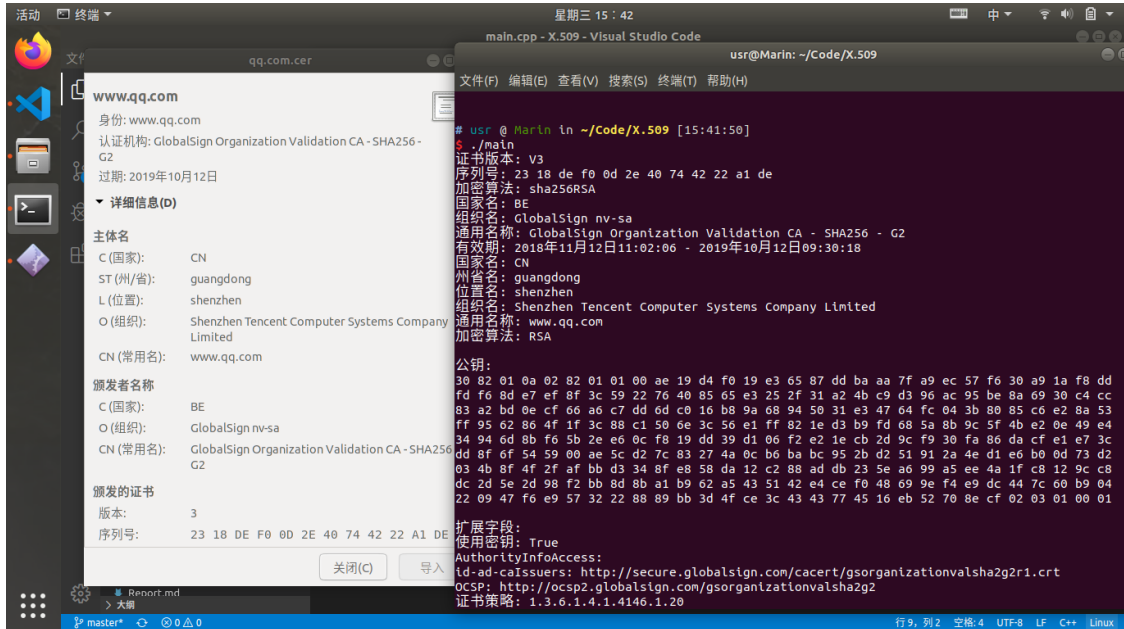 活动
终端
星期三 15：42
中
main.cpp - X.509 - Visual Studio Code
qq.com.cer
www.qq.com
身份: www.qq.com
认证机构: GlobalSign Organization Validation CA - SHA256 -
G2
过期: 2019年10月12日
详细信息(D)
主体名
C (国家): CN
ST (州/省): guangdong
L (位置): shenzhen
O (组织): Shenzhen Tencent Computer Systems Company
Limited
CN (常用名): www.qq.com
颁发者名称
C (国家): BE
O (组织): GlobalSign nv-sa
CN (常用名): GlobalSign Organization Validation CA - SHA256
G2
颁发的证书
版本: 3
序列号: 23 18 DE F0 0D 2E 40 74 42 22 A1 DE
关闭(C)
导入
Report.md
大纲
usr@Marin: ~/Code/X.509
文件(F) 编辑(E) 查看(V) 搜索(S) 终端(T) 帮助(H)
# usr @ Marin in ~/Code/X.509 [15:41:50]
$ ./main
证书版本: V3
序列号: 23 18 de f0 0d 2e 40 74 42 22 a1 de
加密算法: sha256RSA
国家名: BE
组织名: GlobalSign nv-sa
通用名称: GlobalSign Organization Validation CA - SHA256 - G2
有效期: 2018年11月12日11:02:06 - 2019年10月12日09:30:18
国家名: CN
州省名: guangdong
位置名: shenzhen
组织名: Shenzhen Tencent Computer Systems Company Limited
通用名称: www.qq.com
加密算法: RSA
公钥:
30 82 01 0a 02 82 01 01 00 ae 19 d4 f0 19 e3 65 87 dd ba aa 7f a9 ec 57 f6 30 a9 1a f8 dd
fd f6 8d e7 ef 8f 3c 59 22 76 40 85 65 e3 25 2f 31 a2 4b c9 d3 96 ac 95 be 8a 69 30 c4 cc
83 a2 bd 0e cf 66 a6 c7 dd 6d c0 16 b8 9a 68 94 50 31 e3 47 64 fc 04 3b 80 85 c6 e2 8a 53
ff 95 62 86 4f 1f 3c 88 c1 50 6e 3c 56 e1 ff 82 1e d3 b9 fd 68 5a 8b 9c 5f 4b e2 0e 49 e4
34 94 6d 8b f6 5b 2e e6 0c f8 19 dd 39 d1 06 f2 e2 1e cb 2d 9c f9 30 fa 86 da cf e1 e7 3c
dd 8f 6f 54 59 00 ae 5c d2 7c 83 27 4a 0c b6 ba bc 95 2b d2 51 91 2a 4e d1 e6 b0 0d 73 d2
03 4b 8f 4f 2f af bb d3 34 8f e8 58 da 12 c2 88 ad db 23 5e a6 99 a5 ee 4a 1f c8 12 9c c8
dc 2d 5e 2d 98 f2 bb 8d 8b a1 b9 62 a5 43 51 42 e4 ce f0 48 69 9e f4 e9 dc 44 7c 60 b9 04
22 09 47 f6 e9 57 32 22 88 89 bb 3d 4f ce 3c 43 43 77 45 16 eb 52 70 8e cf 02 03 01 00 01
扩展字段:
使用密钥: True
AuthorityInfoAccess:
id-ad-caIssuers: http://secure.globalsign.com/cacert/gsorganizationvalsha2g2r1.crt
OCSP: http://ocsp2.globalsign.com/gsorganizationvalsha2g2
证书策略: 1.3.6.1.4.1.4146.1.20
master* 0 0
行 9，列 2 空格: 4 UTF-8 LF C++ Linux